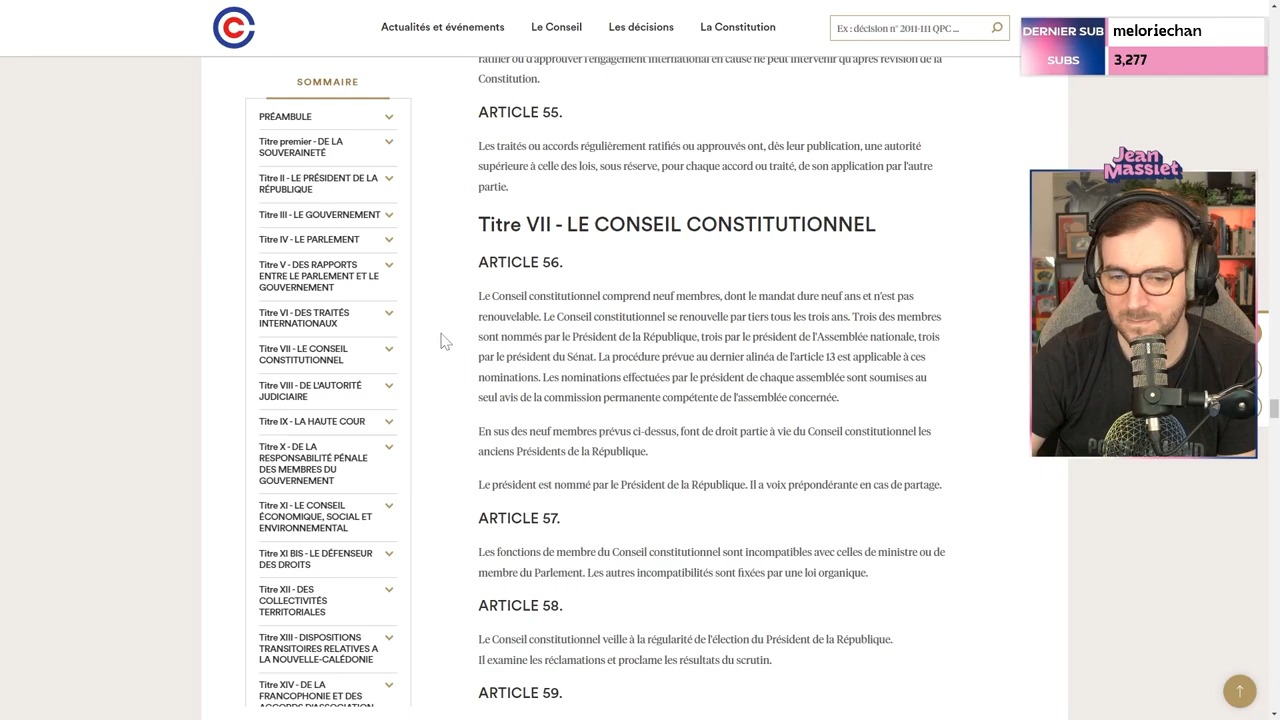 Actualités et événements
Le Conseil
Les décisions
La Constitution
Ex : décision n° 2011-111 QPC ...
DERNIER SUB
meloriechan
SUBS
3,277
Jean
Massiet
SOMMAIRE
PRÉAMBULE
Titre premier - DE LA
SOUVERAINETÉ
Titre II - LE PRÉSIDENT DE LA
RÉPUBLIQUE
Titre III - LE GOUVERNEMENT
Titre IV - LE PARLEMENT
Titre V - DES RAPPORTS
ENTRE LE PARLEMENT ET LE
GOUVERNEMENT
Titre VI - DES TRAITÉS
INTERNATIONAUX
Titre VII - LE CONSEIL
CONSTITUTIONNEL
Titre VIII - DE L'AUTORITÉ
JUDICIAIRE
Titre IX - LA HAUTE COUR
Titre X - DE LA
RESPONSABILITÉ PÉNALE
DES MEMBRES DU
GOUVERNEMENT
Titre XI - LE CONSEIL
ÉCONOMIQUE, SOCIAL ET
ENVIRONNEMENTAL
Titre XI BIS - LE DÉFENSEUR
DES DROITS
Titre XII - DES
COLLECTIVITÉS
TERRITORIALES
Titre XIII - DISPOSITIONS
TRANSITOIRES RELATIVES A
LA NOUVELLE-CALÉDONIE
Titre XIV - DE LA
FRANCOPHONIE ET DES
ACCORDS D'ASSOCIATION
ratifier ou d'approuver l'engagement international en cause ne peut intervenir qu'après révision de la
Constitution.
ARTICLE 55.
Les traités ou accords régulièrement ratifiés ou approuvés ont, dès leur publication, une autorité
supérieure à celle des lois, sous réserve, pour chaque accord ou traité, de son application par l'autre
partie.
Titre VII - LE CONSEIL CONSTITUTIONNEL
ARTICLE 56.
Le Conseil constitutionnel comprend neuf membres, dont le mandat dure neuf ans et n'est pas
renouvelable. Le Conseil constitutionnel se renouvelle par tiers tous les trois ans. Trois des membres
sont nommés par le Président de la République, trois par le président de l'Assemblée nationale, trois
par le président du Sénat. La procédure prévue au dernier alinéa de l'article 13 est applicable à ces
nominations. Les nominations effectuées par le président de chaque assemblée sont soumises au
seul avis de la commission permanente compétente de l'assemblée concernée.
En sus des neuf membres prévus ci-dessus, font de droit partie à vie du Conseil constitutionnel les
anciens Présidents de la République.
Le président est nommé par le Président de la République. Il a voix prépondérante en cas de partage.
ARTICLE 57.
Les fonctions de membre du Conseil constitutionnel sont incompatibles avec celles de ministre ou de
membre du Parlement. Les autres incompatibilités sont fixées par une loi organique.
ARTICLE 58.
Le Conseil constitutionnel veille à la régularité de l'élection du Président de la République.
Il examine les réclamations et proclame les résultats du scrutin.
ARTICLE 59.